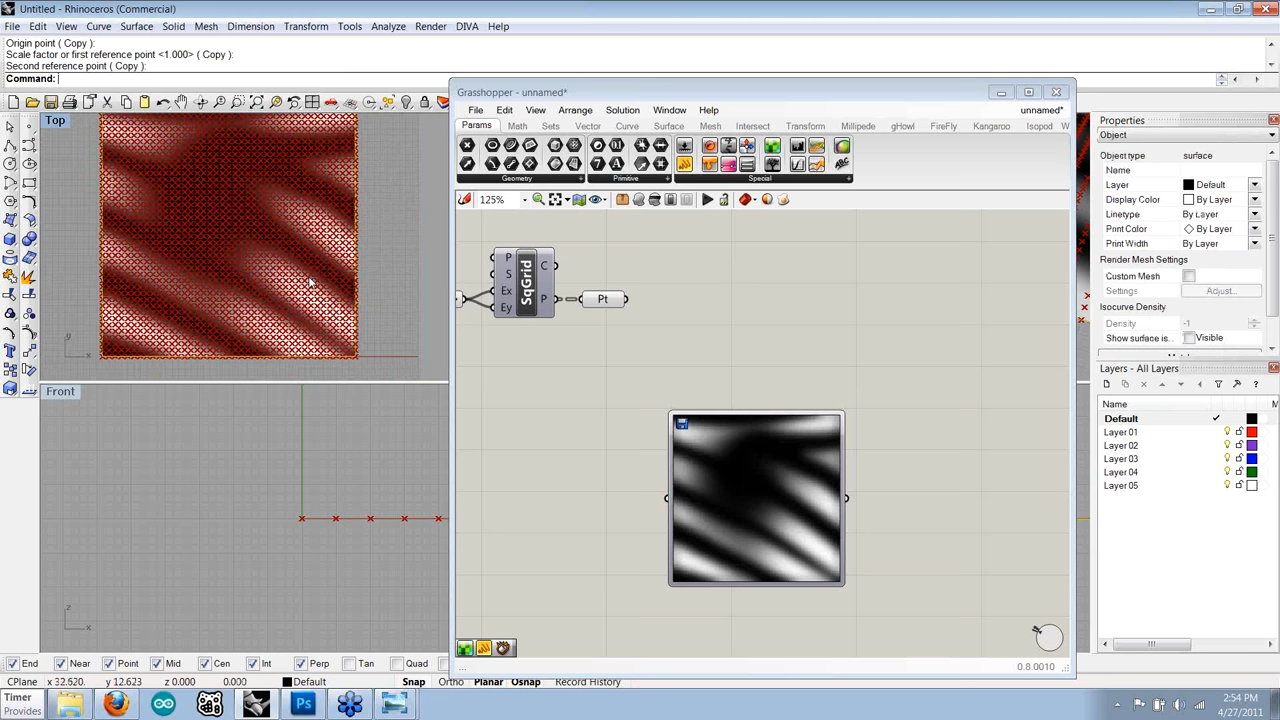 Untitled - Rhinoceros (Commercial)
File Edit View Curve Surface Solid Mesh Dimension Transform Tools Analyze Render DIVA Help
Origin point ( Copy ):
Scale factor or first reference point <1.000> ( Copy ):
Second reference point ( Copy ):
Command:
Grasshopper - unnamed*
File Edit View Arrange Solution Window Help unnamed*
Params Math Sets Vector Curve Surface Mesh Intersect Transform Millipede gHowl FireFly Kangaroo Isopod W
Geometry Primitive Special
125%
P
S
Ex
Ey
SqGrid
C
P
Pt
0.8.0010
...
Top
y
x
Front
z
x
Properties
Object
Object type surface
Name
Layer Default
Display Color By Layer
Linetype By Layer
Print Color By Layer
Print Width By Layer
Render Mesh Settings
Custom Mesh
Settings Adjust...
Isocurve Density
Density -1
Show surface is... Visible
Layers - All Layers
Name M
Default
Layer 01
Layer 02
Layer 03
Layer 04
Layer 05
End Near Point Mid Cen Int Perp Tan Quad
CPlane x 32.620 y 12.623 z 0.000 0.000 Default Snap Ortho Planar Osnap Record History
Timer
Provides
Ps
2:54 PM
4/27/2011